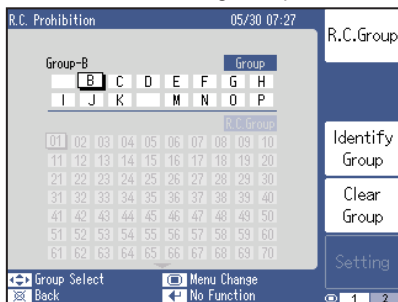 R.C. Prohibition 05/30 07:27
R.C.Group
Group-B Group
B C D E F G H
I J K M N O P
R.C.Group
01 02 03 04 05 06 07 08 09 10
11 12 13 14 15 16 17 18 19 20
21 22 23 24 25 26 27 28 29 30
31 32 33 34 35 36 37 38 39 40
41 42 43 44 45 46 47 48 49 50
51 52 53 54 55 56 57 58 59 60
61 62 63 64 65 66 67 68 69 70
Identify
Group
Clear
Group
Setting
Group Select Menu Change
Back No Function
1 2